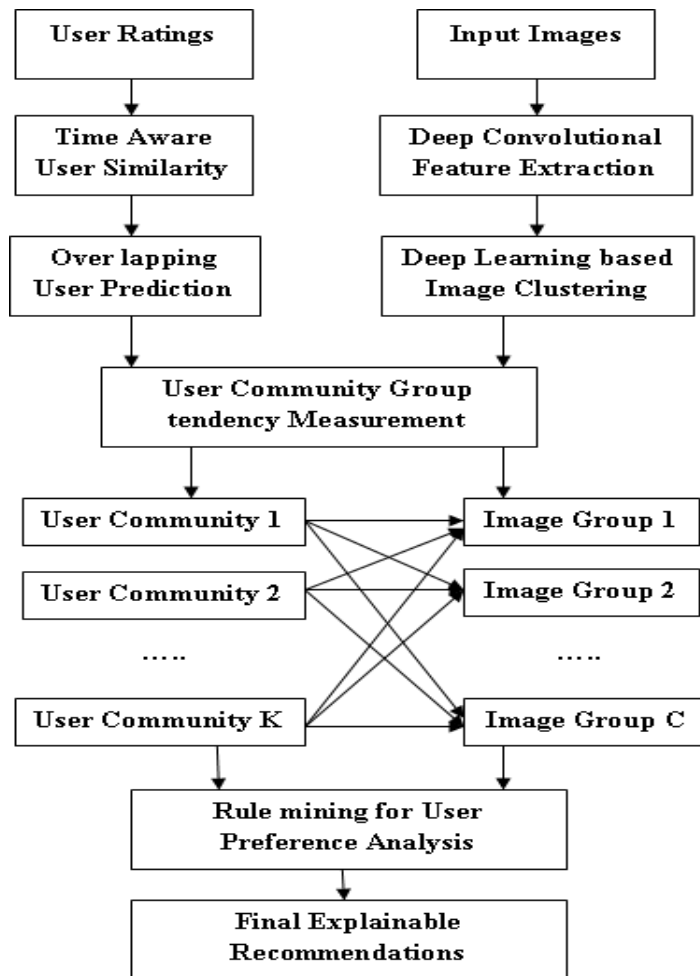 User Ratings
Input Images
Time Aware
User Similarity
Deep Convolutional
Feature Extraction
Over lapping
User Prediction
Deep Learning based
Image Clustering
User Community Group
tendency Measurement
User Community 1
Image Group 1
User Community 2
Image Group 2
.....
.....
User Community K
Image Group C
Rule mining for User
Preference Analysis
Final Explainable
Recommendations